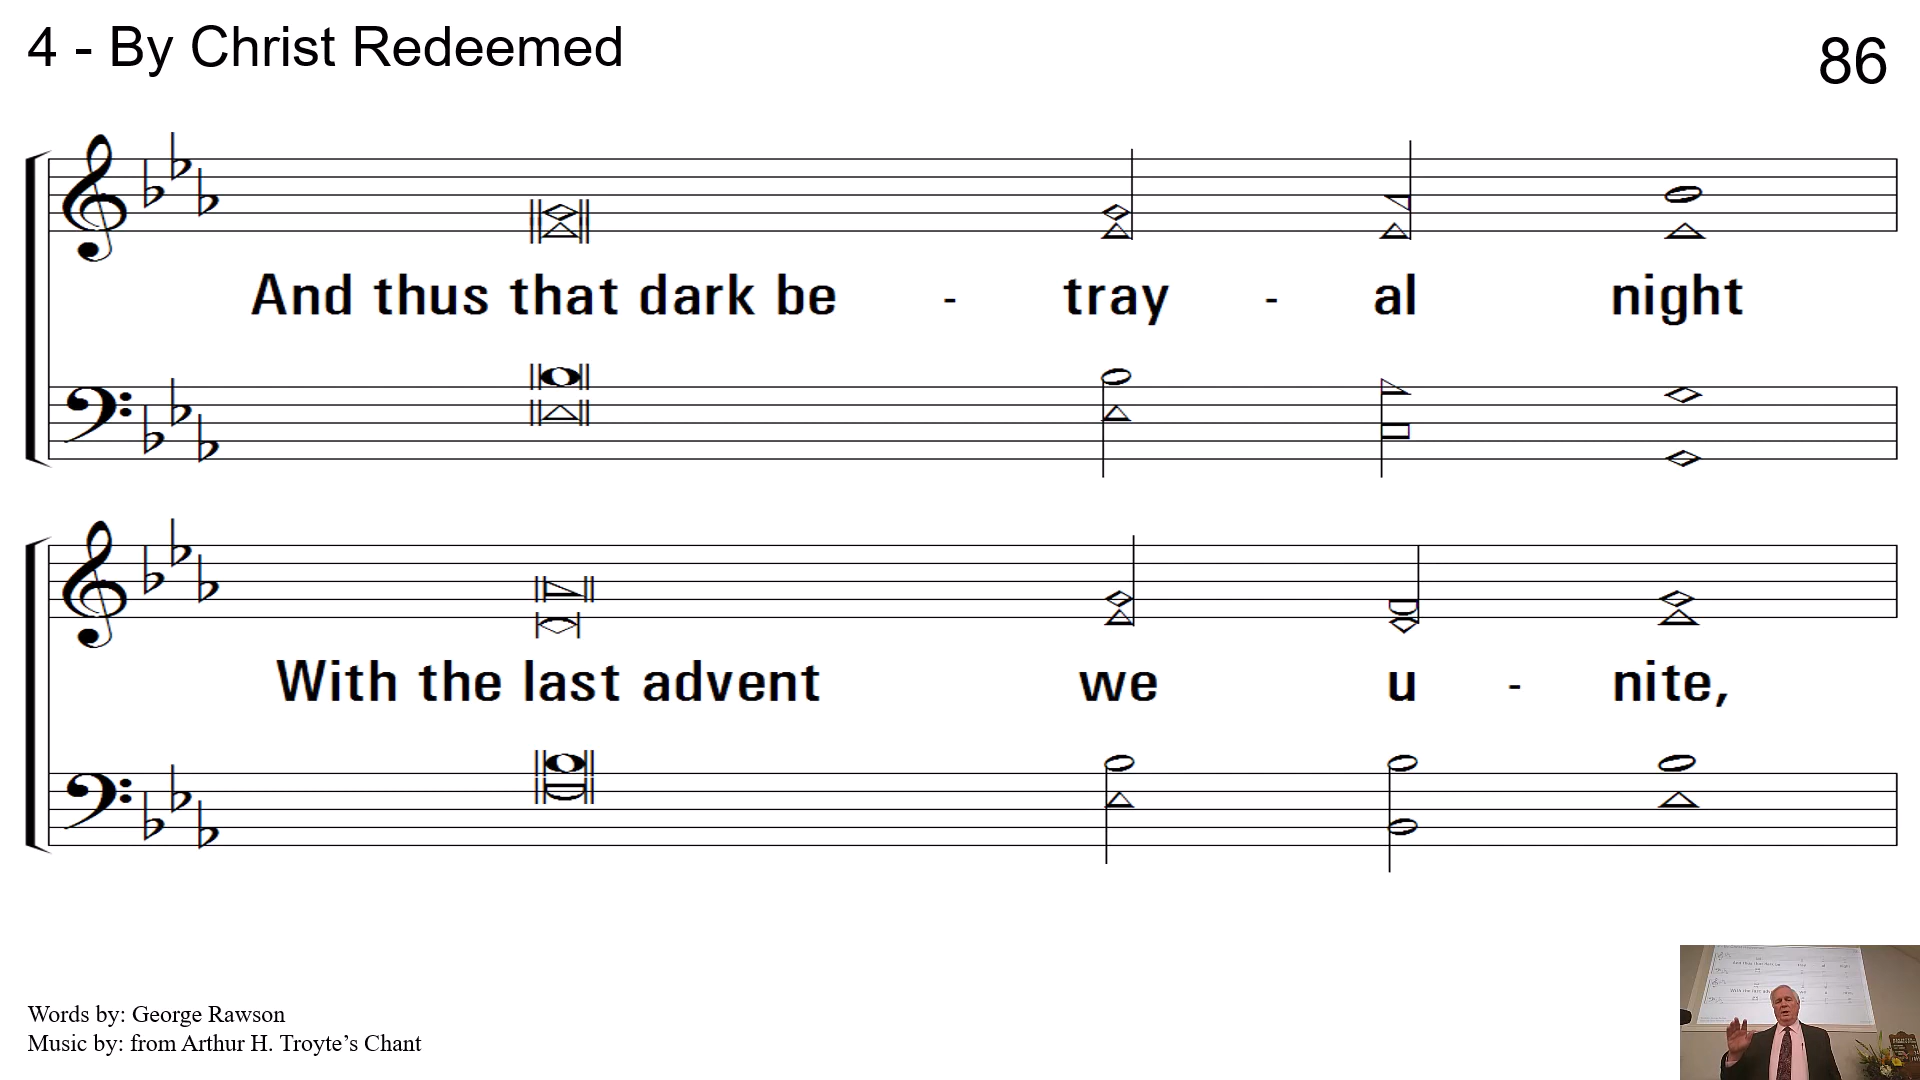 4 - By Christ Redeemed
86
And thus that dark be - tray - al night
With the last advent we u - nite,
Words by: George Rawson
Music by: from Arthur H. Troyte’s Chant